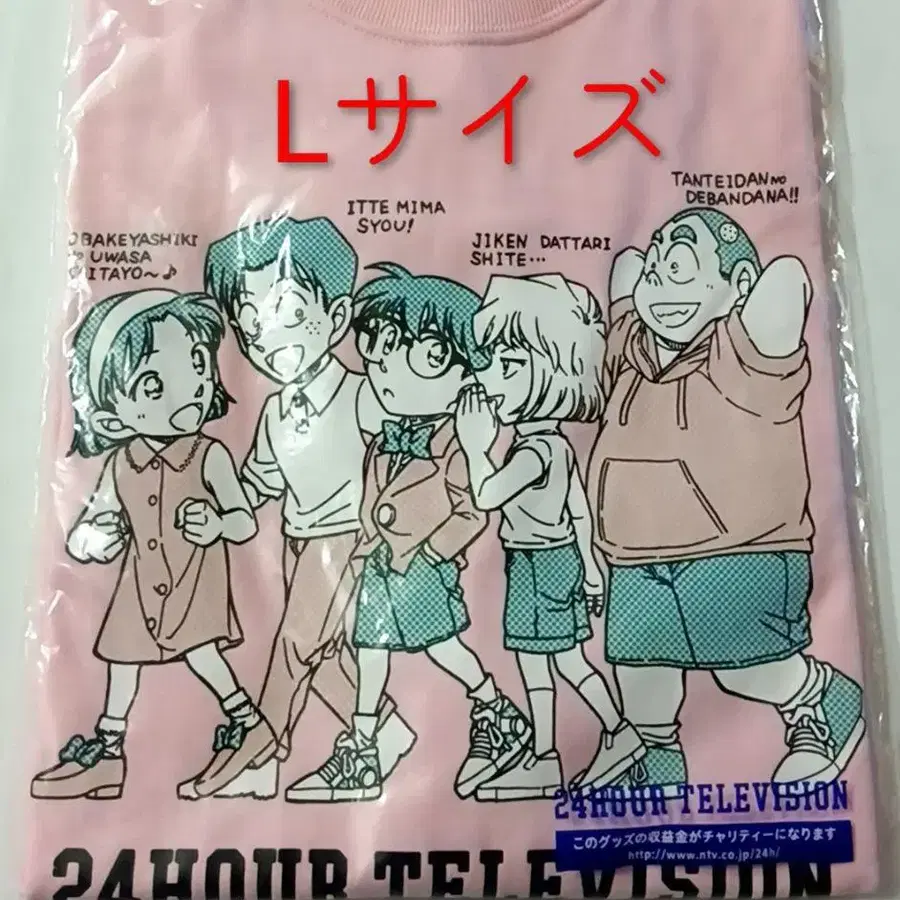 Lサイズ
TANTEIDAN NO
DEBANDANA!!
ITTE MIMA
SYOU!
OBAKEYASHIKI
UWASA
ITAYO〜♪
JIKEN DATTARI
SHITE…
24HOUR TELEVISION
このグッズの収益金がチャリティーになります
http://www.ntv.co.jp/24h/
24HOUR TELEVISION